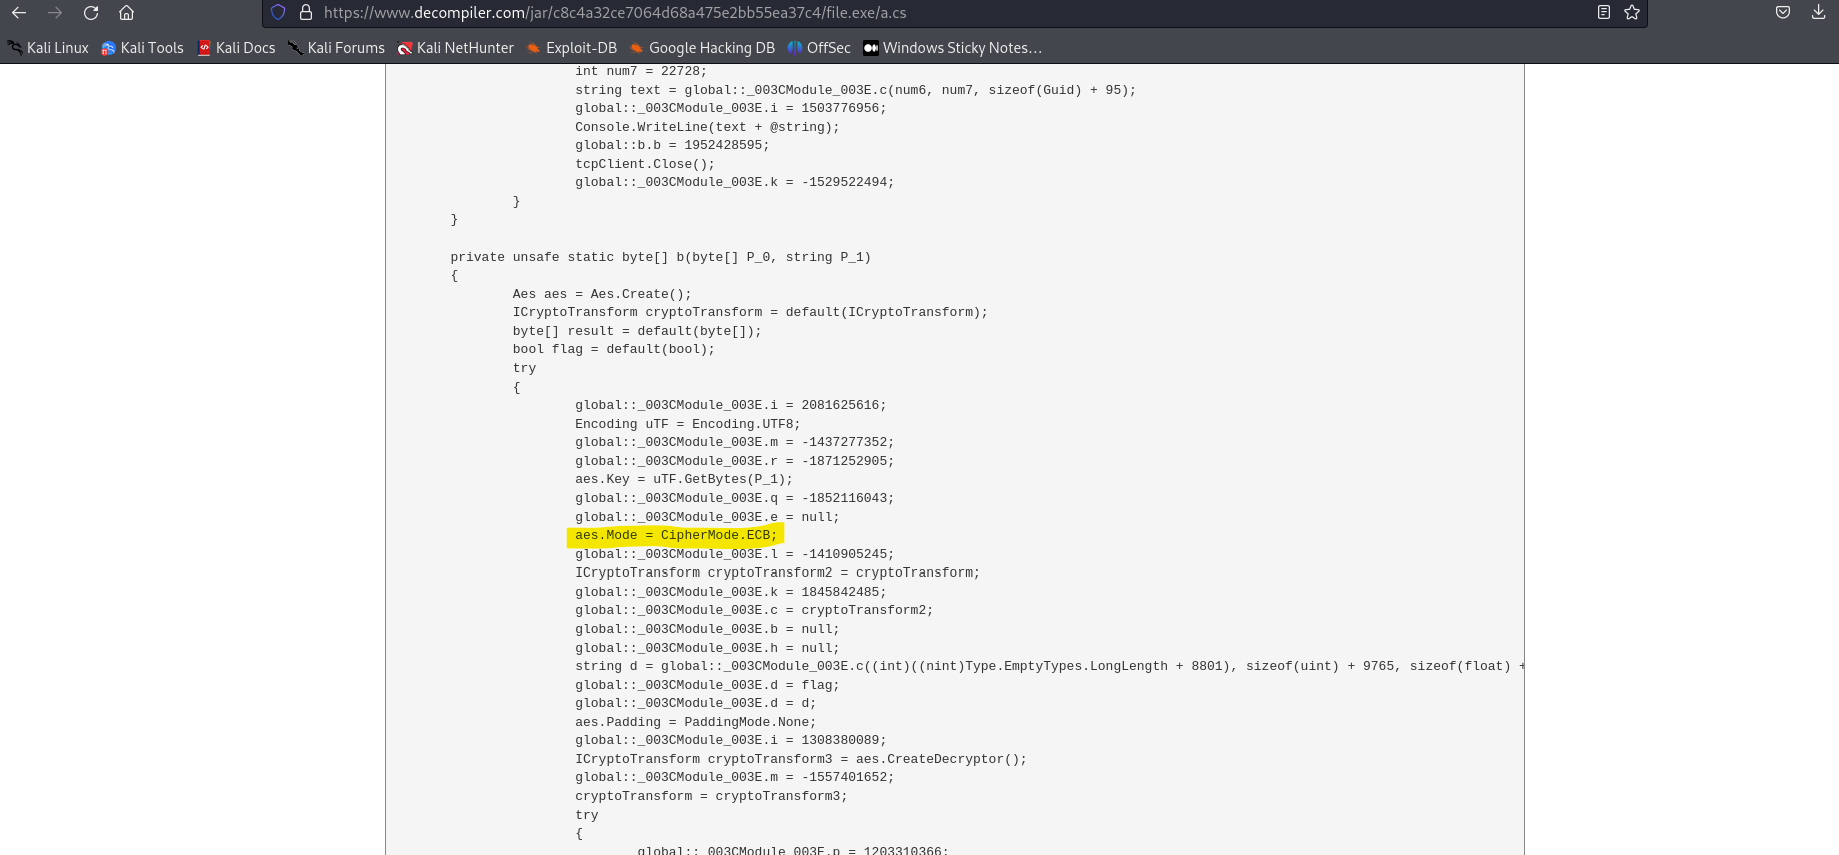 https://www.decompiler.com/jar/c8c4a32ce7064d68a475e2bb55ea37c4/file.exe/a.cs
Kali Linux Kali Tools Kali Docs Kali Forums Kali NetHunter Exploit-DB Google Hacking DB OffSec Windows Sticky Notes…
int num7 = 22728;
string text = global::_003CModule_003E.c(num6, num7, sizeof(Guid) + 95);
global::_003CModule_003E.i = 1503776956;
Console.WriteLine(text + @string);
global::b.b = 1952428595;
tcpClient.Close();
global::_003CModule_003E.k = -1529522494;
}
}
private unsafe static byte[] b(byte[] P_0, string P_1)
{
Aes aes = Aes.Create();
ICryptoTransform cryptoTransform = default(ICryptoTransform);
byte[] result = default(byte[]);
bool flag = default(bool);
try
{
global::_003CModule_003E.i = 2081625616;
Encoding uTF = Encoding.UTF8;
global::_003CModule_003E.m = -1437277352;
global::_003CModule_003E.r = -1871252905;
aes.Key = uTF.GetBytes(P_1);
global::_003CModule_003E.q = -1852116043;
global::_003CModule_003E.e = null;
aes.Mode = CipherMode.ECB;
global::_003CModule_003E.l = -1410905245;
ICryptoTransform cryptoTransform2 = cryptoTransform;
global::_003CModule_003E.k = 1845842485;
global::_003CModule_003E.c = cryptoTransform2;
global::_003CModule_003E.b = null;
global::_003CModule_003E.h = null;
string d = global::_003CModule_003E.c((int)((nint)Type.EmptyTypes.LongLength + 8801), sizeof(uint) + 9765, sizeof(float) +
global::_003CModule_003E.d = flag;
global::_003CModule_003E.d = d;
aes.Padding = PaddingMode.None;
global::_003CModule_003E.i = 1308380089;
ICryptoTransform cryptoTransform3 = aes.CreateDecryptor();
global::_003CModule_003E.m = -1557401652;
cryptoTransform = cryptoTransform3;
try
{
global::_003CModule_003E.p = 1203310366;